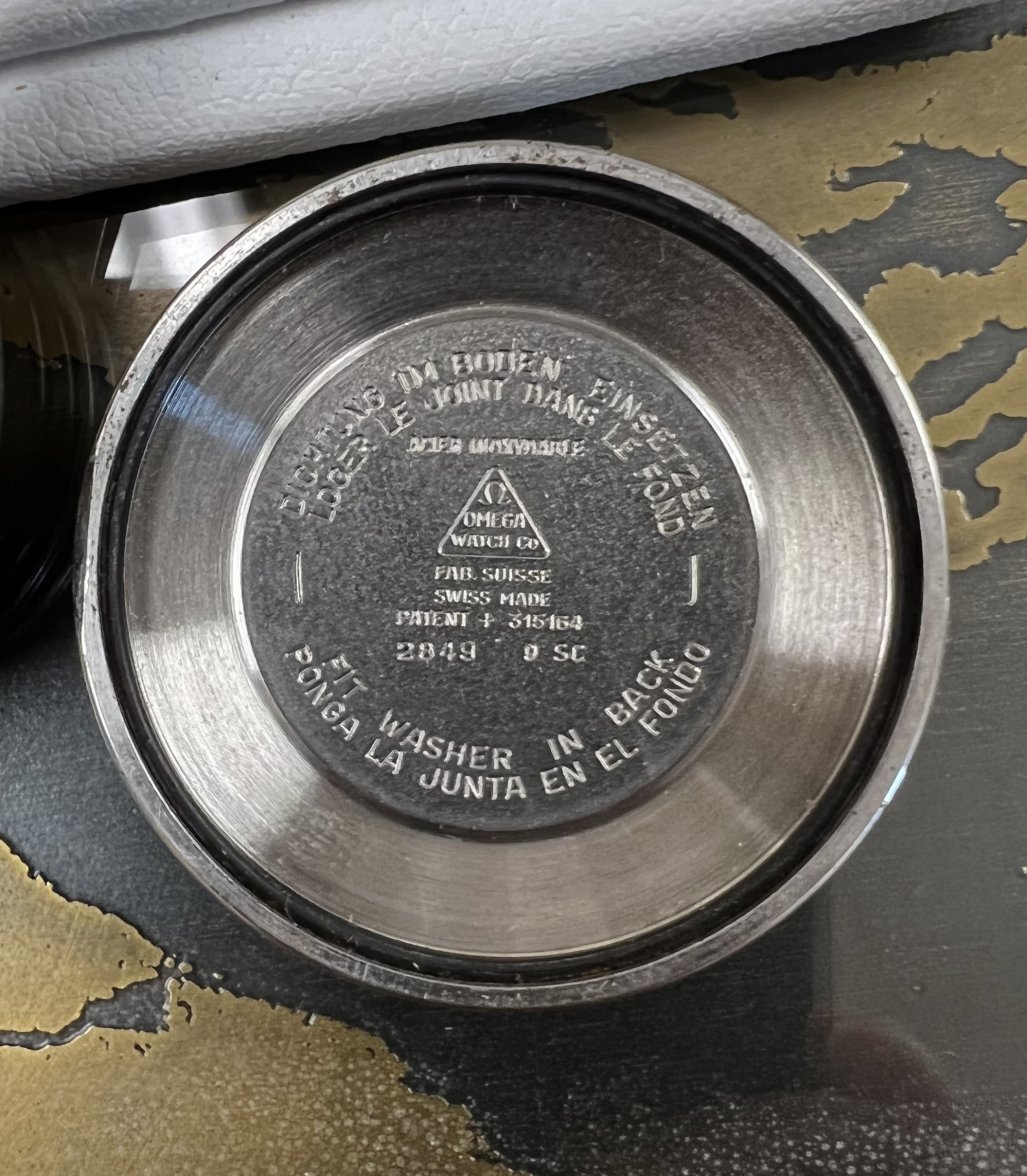 DICHTUNG IM BODEN EINSETZEN
LOGER LE JOINT DANS LE FOND
ACIER INOXYDABLE
Ω
OMEGA
WATCH Co
FAB. SUISSE
SWISS MADE
PATENT + 315464
2849 9 SC
FIT WASHER IN BACK
PONGA LA JUNTA EN EL FONDO